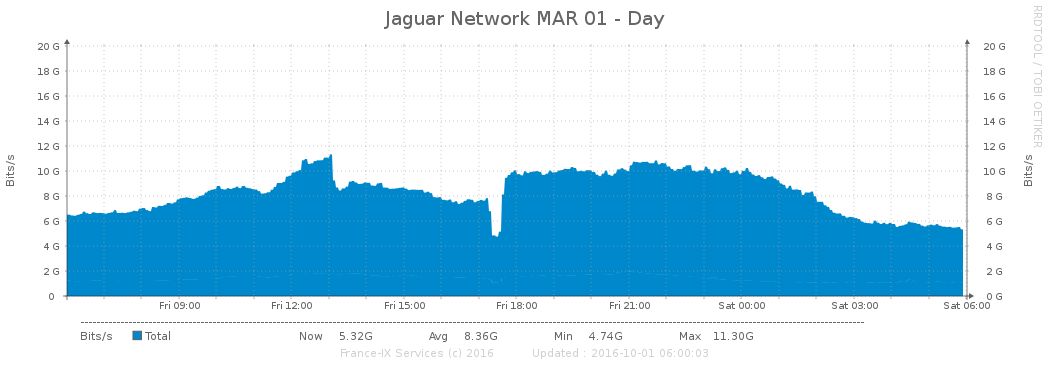 Jaguar Network MAR 01 - Day
RRDTOOL / TOBI OETIKER
Bits/s
20 G 20 G
18 G 18 G
16 G 16 G
14 G 14 G
12 G 12 G
10 G 10 G
8 G 8 G
6 G 6 G
4 G 4 G
2 G 2 G
0 0 G
Bits/s
Fri 09:00 Fri 12:00 Fri 15:00 Fri 18:00 Fri 21:00 Sat 00:00 Sat 03:00 Sat 06:00
Bits/s Total Now 5.32G Avg 8.36G Min 4.74G Max 11.30G
France-IX Services (c) 2016 Updated : 2016-10-01 06:00:03